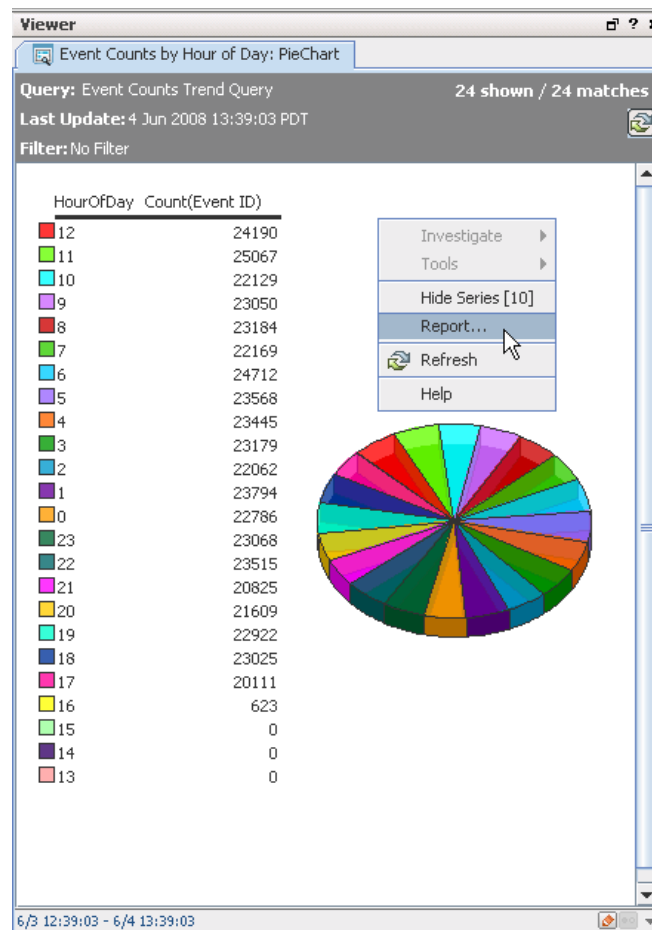 Viewer
Event Counts by Hour of Day: PieChart
Query: Event Counts Trend Query 24 shown / 24 matches
Last Update: 4 Jun 2008 13:39:03 PDT
Filter: No Filter
HourOfDay Count(Event ID)
12 24190
11 25067
10 22129
9 23050
8 23184
7 22169
6 24712
5 23568
4 23445
3 23179
2 22062
1 23794
0 22786
23 23068
22 23515
21 20825
20 21609
19 22922
18 23025
17 20111
16 623
15 0
14 0
13 0
Investigate
Tools
Hide Series [10]
Report...
Refresh
Help
6/3 12:39:03 - 6/4 13:39:03